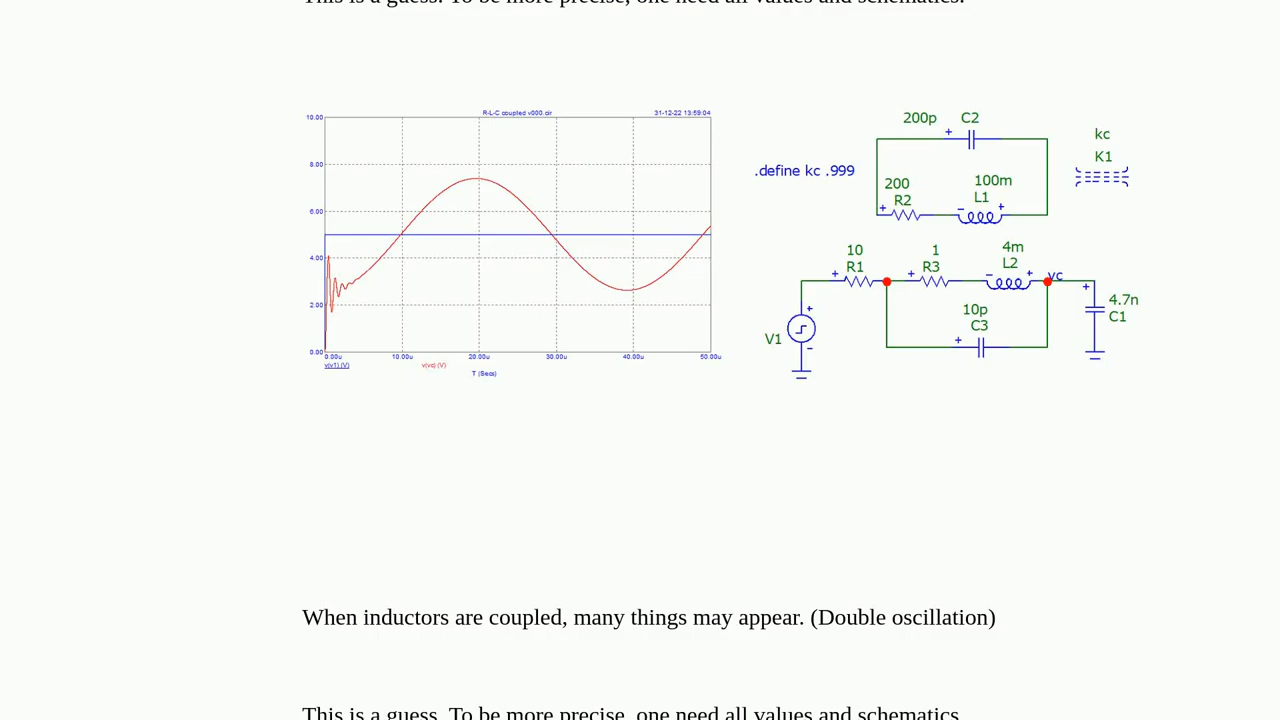 This is a guess. To be more precise, one need all values and schematics.
R-L-C coupled v000.cir 31-12-22 13:59:04
10.00
8.00
6.00
4.00
2.00
0.00
0.00u 10.00u 20.00u 30.00u 40.00u 50.00u
v(v1) (V) v(vc) (V)
T (Secs)
.define kc .999
200p C2
+
kc
K1
200
R2
+
100m
L1
- +
10
R1
+
1
R3
+
4m
L2
- +
vc
+
4.7n
C1
10p
C3
+
V1
+
-
When inductors are coupled, many things may appear. (Double oscillation)
This is a guess. To be more precise, one need all values and schematics.